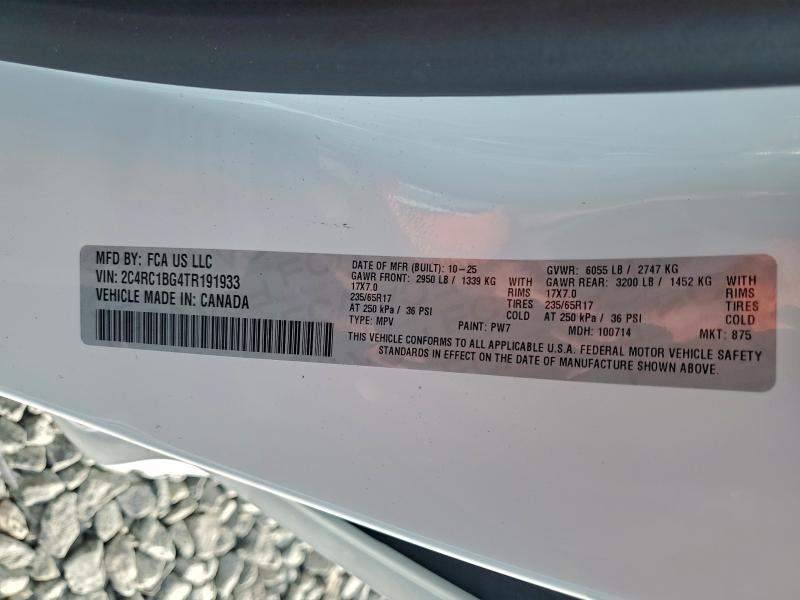 MFD BY: FCA US LLC
VIN: 2C4RC1BG4TR191933
VEHICLE MADE IN: CANADA
DATE OF MFR (BUILT): 10-25
GAWR FRONT: 2950 LB / 1339 KG WITH
17X7.0 RIMS
235/65R17 TIRES
AT 250 kPa / 36 PSI COLD
TYPE: MPV PAINT: PW7
GVWR: 6055 LB / 2747 KG
GAWR REAR: 3200 LB / 1452 KG WITH
17X7.0 RIMS
235/65R17 TIRES
AT 250 kPa / 36 PSI COLD
MDH: 100714 MKT: 875
THIS VEHICLE CONFORMS TO ALL APPLICABLE U.S.A. FEDERAL MOTOR VEHICLE SAFETY
STANDARDS IN EFFECT ON THE DATE OF MANUFACTURE SHOWN ABOVE.